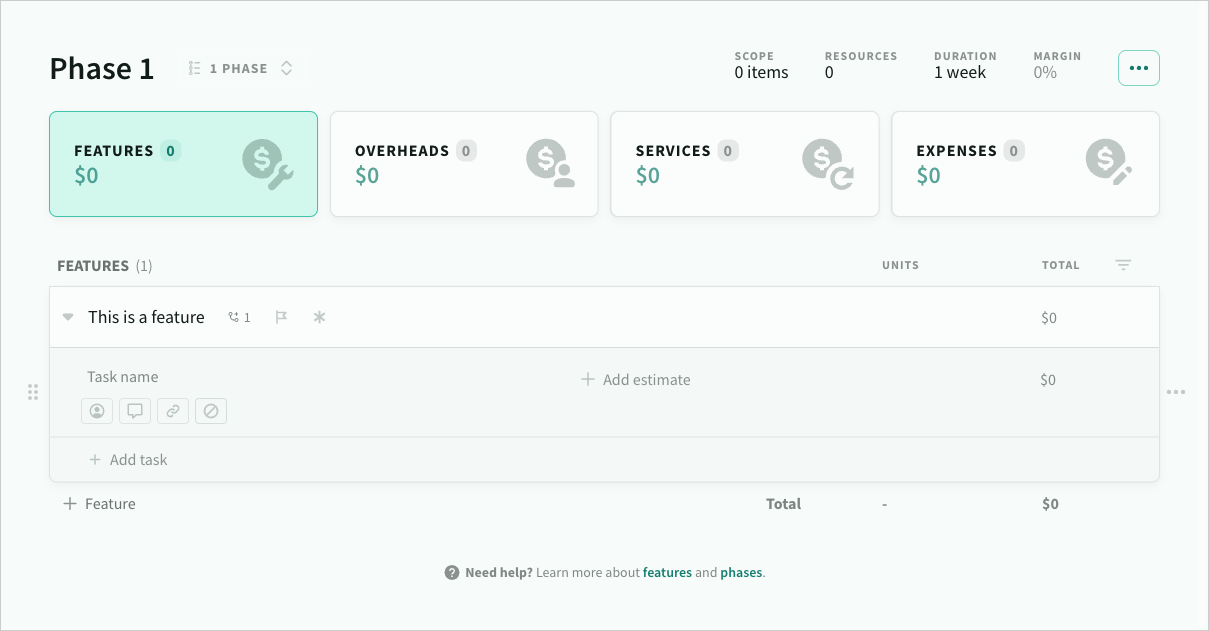 Phase 1
1 PHASE
SCOPE
0 items
RESOURCES
0
DURATION
1 week
MARGIN
0%
FEATURES 0
$0
OVERHEADS 0
$0
SERVICES 0
$0
EXPENSES 0
$0
FEATURES (1) UNITS TOTAL
This is a feature 1 $0
Task name Add estimate $0
Add task
Feature Total - $0
Need help? Learn more about features and phases.